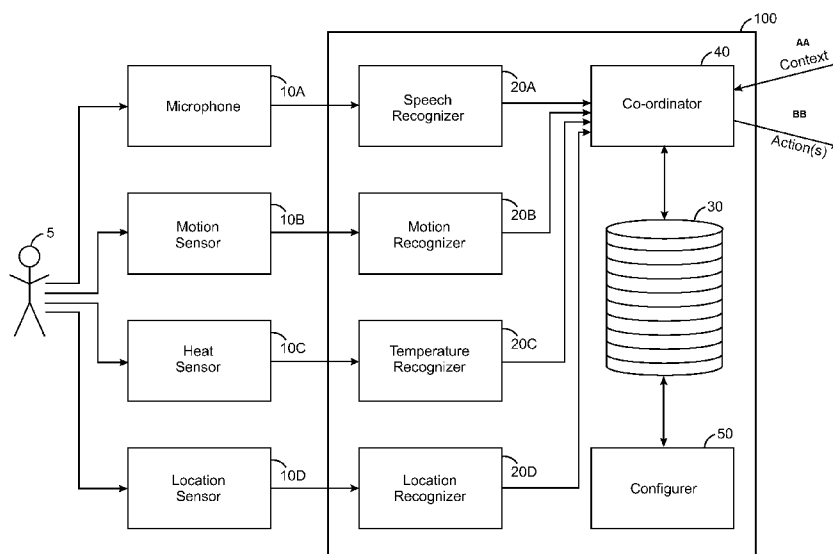 100
40
AA
Context
BB
Action(s)
Microphone
10A
Speech
Recognizer
20A
Co-ordinator
5
Motion
Sensor
10B
Motion
Recognizer
20B
30
Heat
Sensor
10C
Temperature
Recognizer
20C
Location
Sensor
10D
Location
Recognizer
20D
50
Configurer